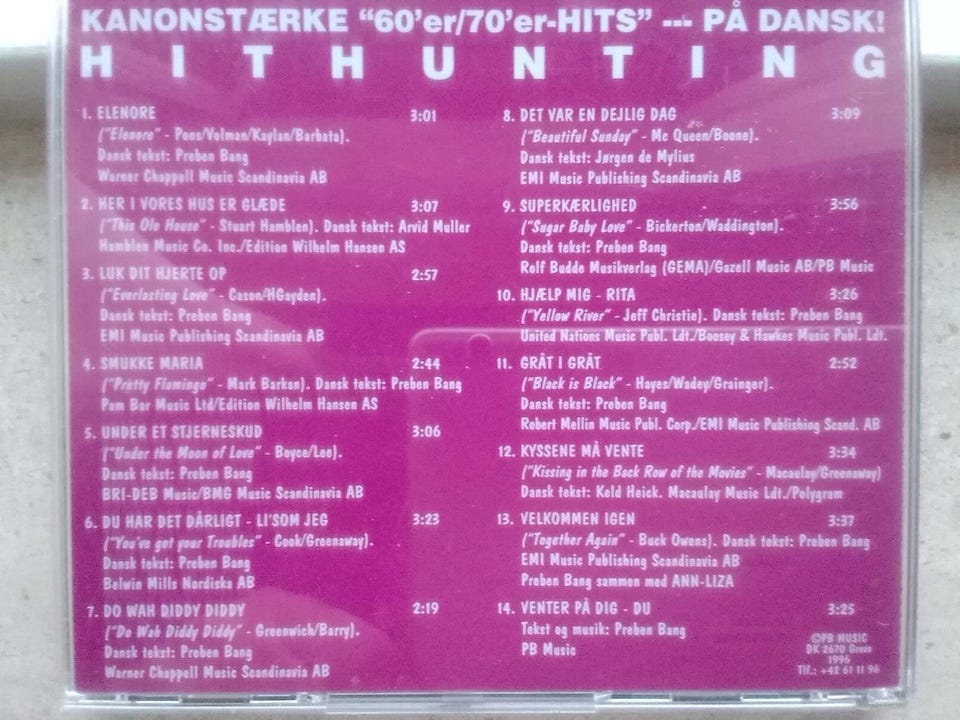 KANONSTÆRKE "60'er/70'er-HITS" --- PÅ DANSK!
HITHUNTING
1. ELENORE 3:01
("Elenore" - Pons/Volman/Kaylan/Barbata).
Dansk tekst: Preben Bang
Warner Chappell Music Scandinavia AB
2. HER I VORES HUS ER GLÆDE 3:07
("This Ole House" - Stuart Hamblen). Dansk tekst: Arvid Muller
Hamblen Music Co. Inc./Edition Wilhelm Hansen AS
3. LUK DIT HJERTE OP 2:57
("Everlasting Love" - Cason/HGayden).
Dansk tekst: Preben Bang
EMI Music Publishing Scandinavia AB
4. SMUKKE MARIA 2:44
("Pretty Flamingo" - Mark Barkan). Dansk tekst: Preben Bang
Pam Bar Music Ltd/Edition Wilhelm Hansen AS
5. UNDER ET STJERNESKUD 3:06
("Under the Moon of Love" - Boyce/Lee).
Dansk tekst: Preben Bang
BRI-DEB Music/BMG Music Scandinavia AB
6. DU HAR DET DÅRLIGT - LI'SOM JEG 3:23
("You've got your Troubles" - Cook/Greenaway).
Dansk tekst: Preben Bang
Belwin Mills Nordiska AB
7. DO WAH DIDDY DIDDY 2:19
("Do Wah Diddy Diddy" - Greenwich/Barry).
Dansk tekst: Preben Bang
Warner Chappell Music Scandinavia AB
8. DET VAR EN DEJLIG DAG 3:09
("Beautiful Sunday" - Mc Queen/Boone).
Dansk tekst: Jørgen de Mylius
EMI Music Publishing Scandinavia AB
9. SUPERKÆRLIGHED 3:56
("Sugar Baby Love" - Bickerton/Waddington).
Dansk tekst: Preben Bang
Rolf Budde Musikverlag (GEMA)/Gazell Music AB/PB Music
10. HJÆLP MIG - RITA 3:26
("Yellow River" - Jeff Christie). Dansk tekst: Preben Bang
United Nations Music Publ. Ldt./Boosey & Hawkes Music Publ. Ldt.
11. GRÅT I GRÅT 2:52
("Black is Black" - Hayes/Wadey/Grainger).
Dansk tekst: Preben Bang
Robert Mellin Music Publ. Corp./EMI Music Publishing Scand. AB
12. KYSSENE MÅ VENTE 3:34
("Kissing in the Back Row of the Movies" - Macaulay/Greenaway)
Dansk tekst: Keld Heick. Macaulay Music Ldt./Polygram
13. VELKOMMEN IGEN 3:37
("Together Again" - Buck Owens). Dansk tekst: Preben Bang
EMI Music Publishing Scandinavia AB
Preben Bang sammen med ANN-LIZA
14. VENTER PÅ DIG - DU 3:25
Tekst og musik: Preben Bang
PB Music
©PB MUSIC
DK 2670 Greve
1996
Tlf.: +42 61 11 96